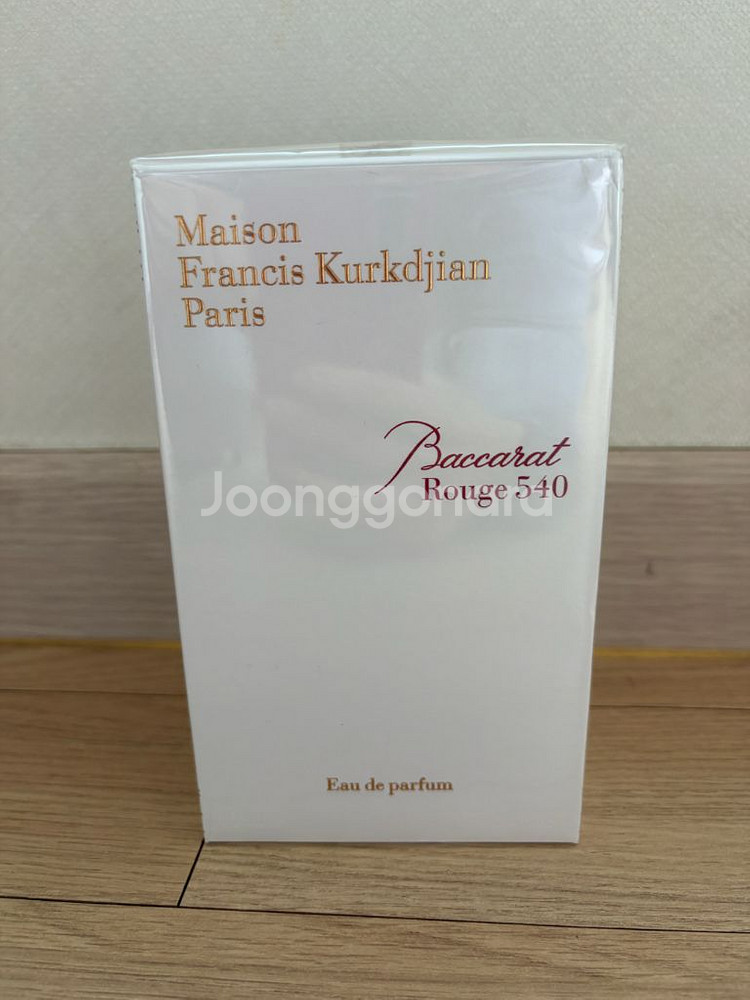 Maison
Francis Kurkdjian
Paris
Baccarat
Rouge 540
Joonggonara
Eau de parfum